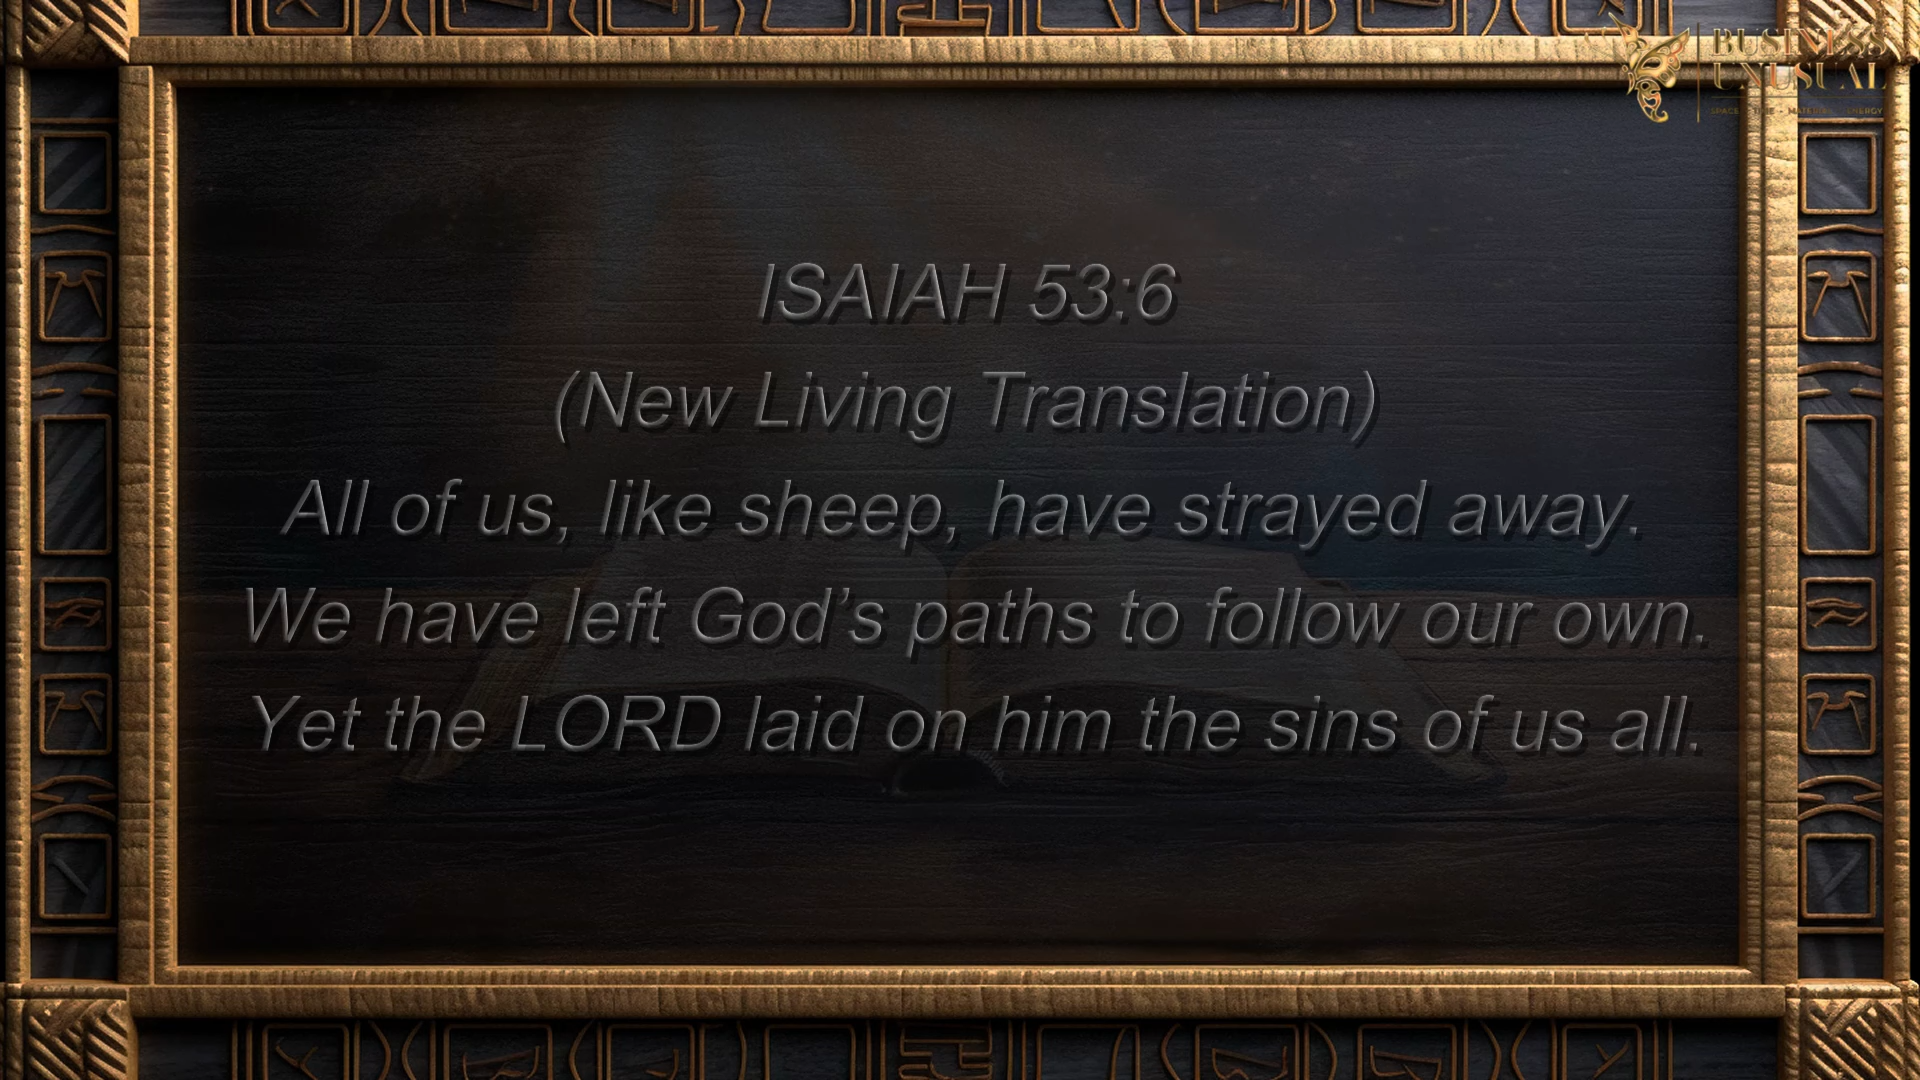 BUSINESS
UNUSUAL
ISAIAH 53:6
(New Living Translation)
All of us, like sheep, have strayed away.
We have left God’s paths to follow our own.
Yet the LORD laid on him the sins of us all.